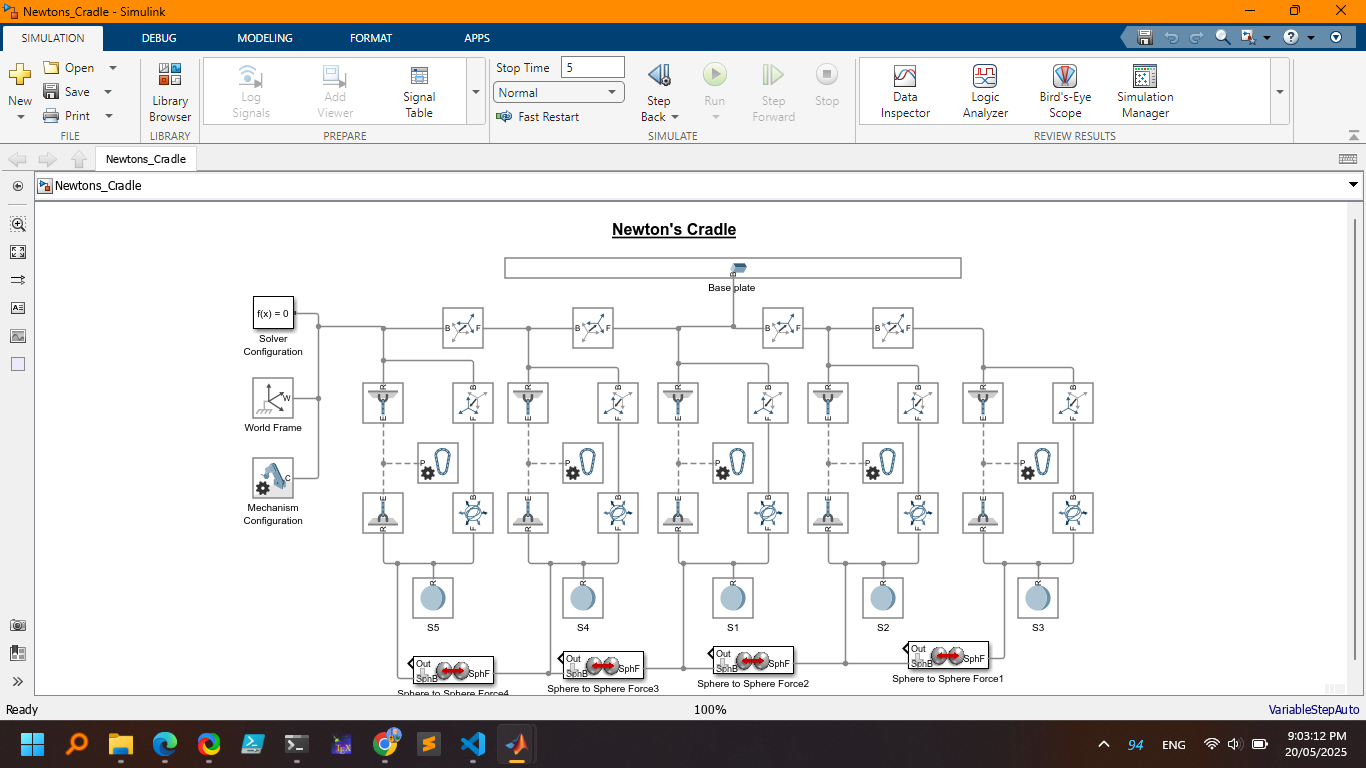 Newtons_Cradle - Simulink
SIMULATION DEBUG MODELING FORMAT APPS
New
Open
Save
Print
FILE
Library
Browser
LIBRARY
Log
Signals
Add
Viewer
Signal
Table
PREPARE
Stop Time 5
Normal
Fast Restart
Step
Back
Run
Step
Forward
Stop
SIMULATE
Data
Inspector
Logic
Analyzer
Bird's-Eye
Scope
Simulation
Manager
REVIEW RESULTS
Newtons_Cradle
Newtons_Cradle
Newton's Cradle
B
Base plate
f(x) = 0
Solver
Configuration
W
World Frame
C
Mechanism
Configuration
B F B F B F B F
R B R B R B R B R B
E F E F E F E F E F
P P P P P
E B E B E B E B E B
R F R F R F R F R F
R R R R R
S5 S4 S1 S2 S3
Out
SphB SphF
Sphere to Sphere Force4
Out
SphB SphF
Sphere to Sphere Force3
Out
SphB SphF
Sphere to Sphere Force2
Out
SphB SphF
Sphere to Sphere Force1
Ready 100% VariableStepAuto
94 ENG
9:03:12 PM
20/05/2025